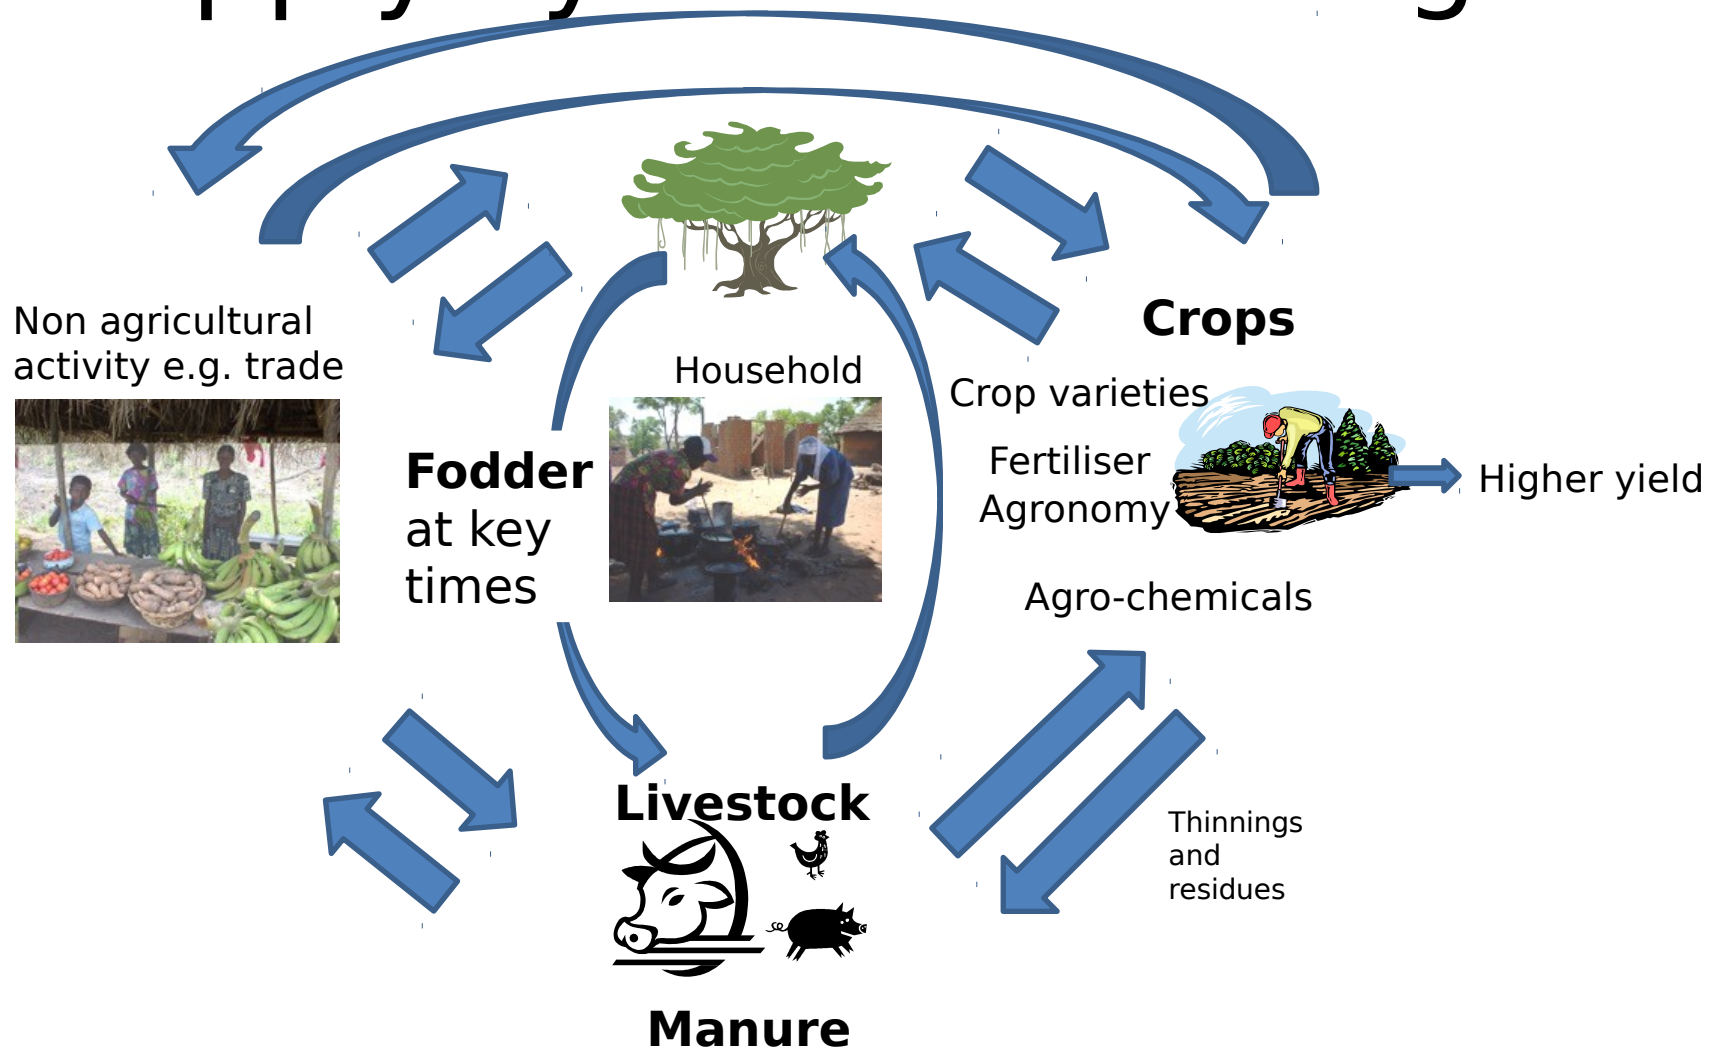 Non agricultural
activity e.g. trade
Household
Crops
Crop varieties
Fertiliser
Agronomy
Higher yield
Agro-chemicals
Fodder
at key
times
Livestock
Thinnings
and
residues
Manure